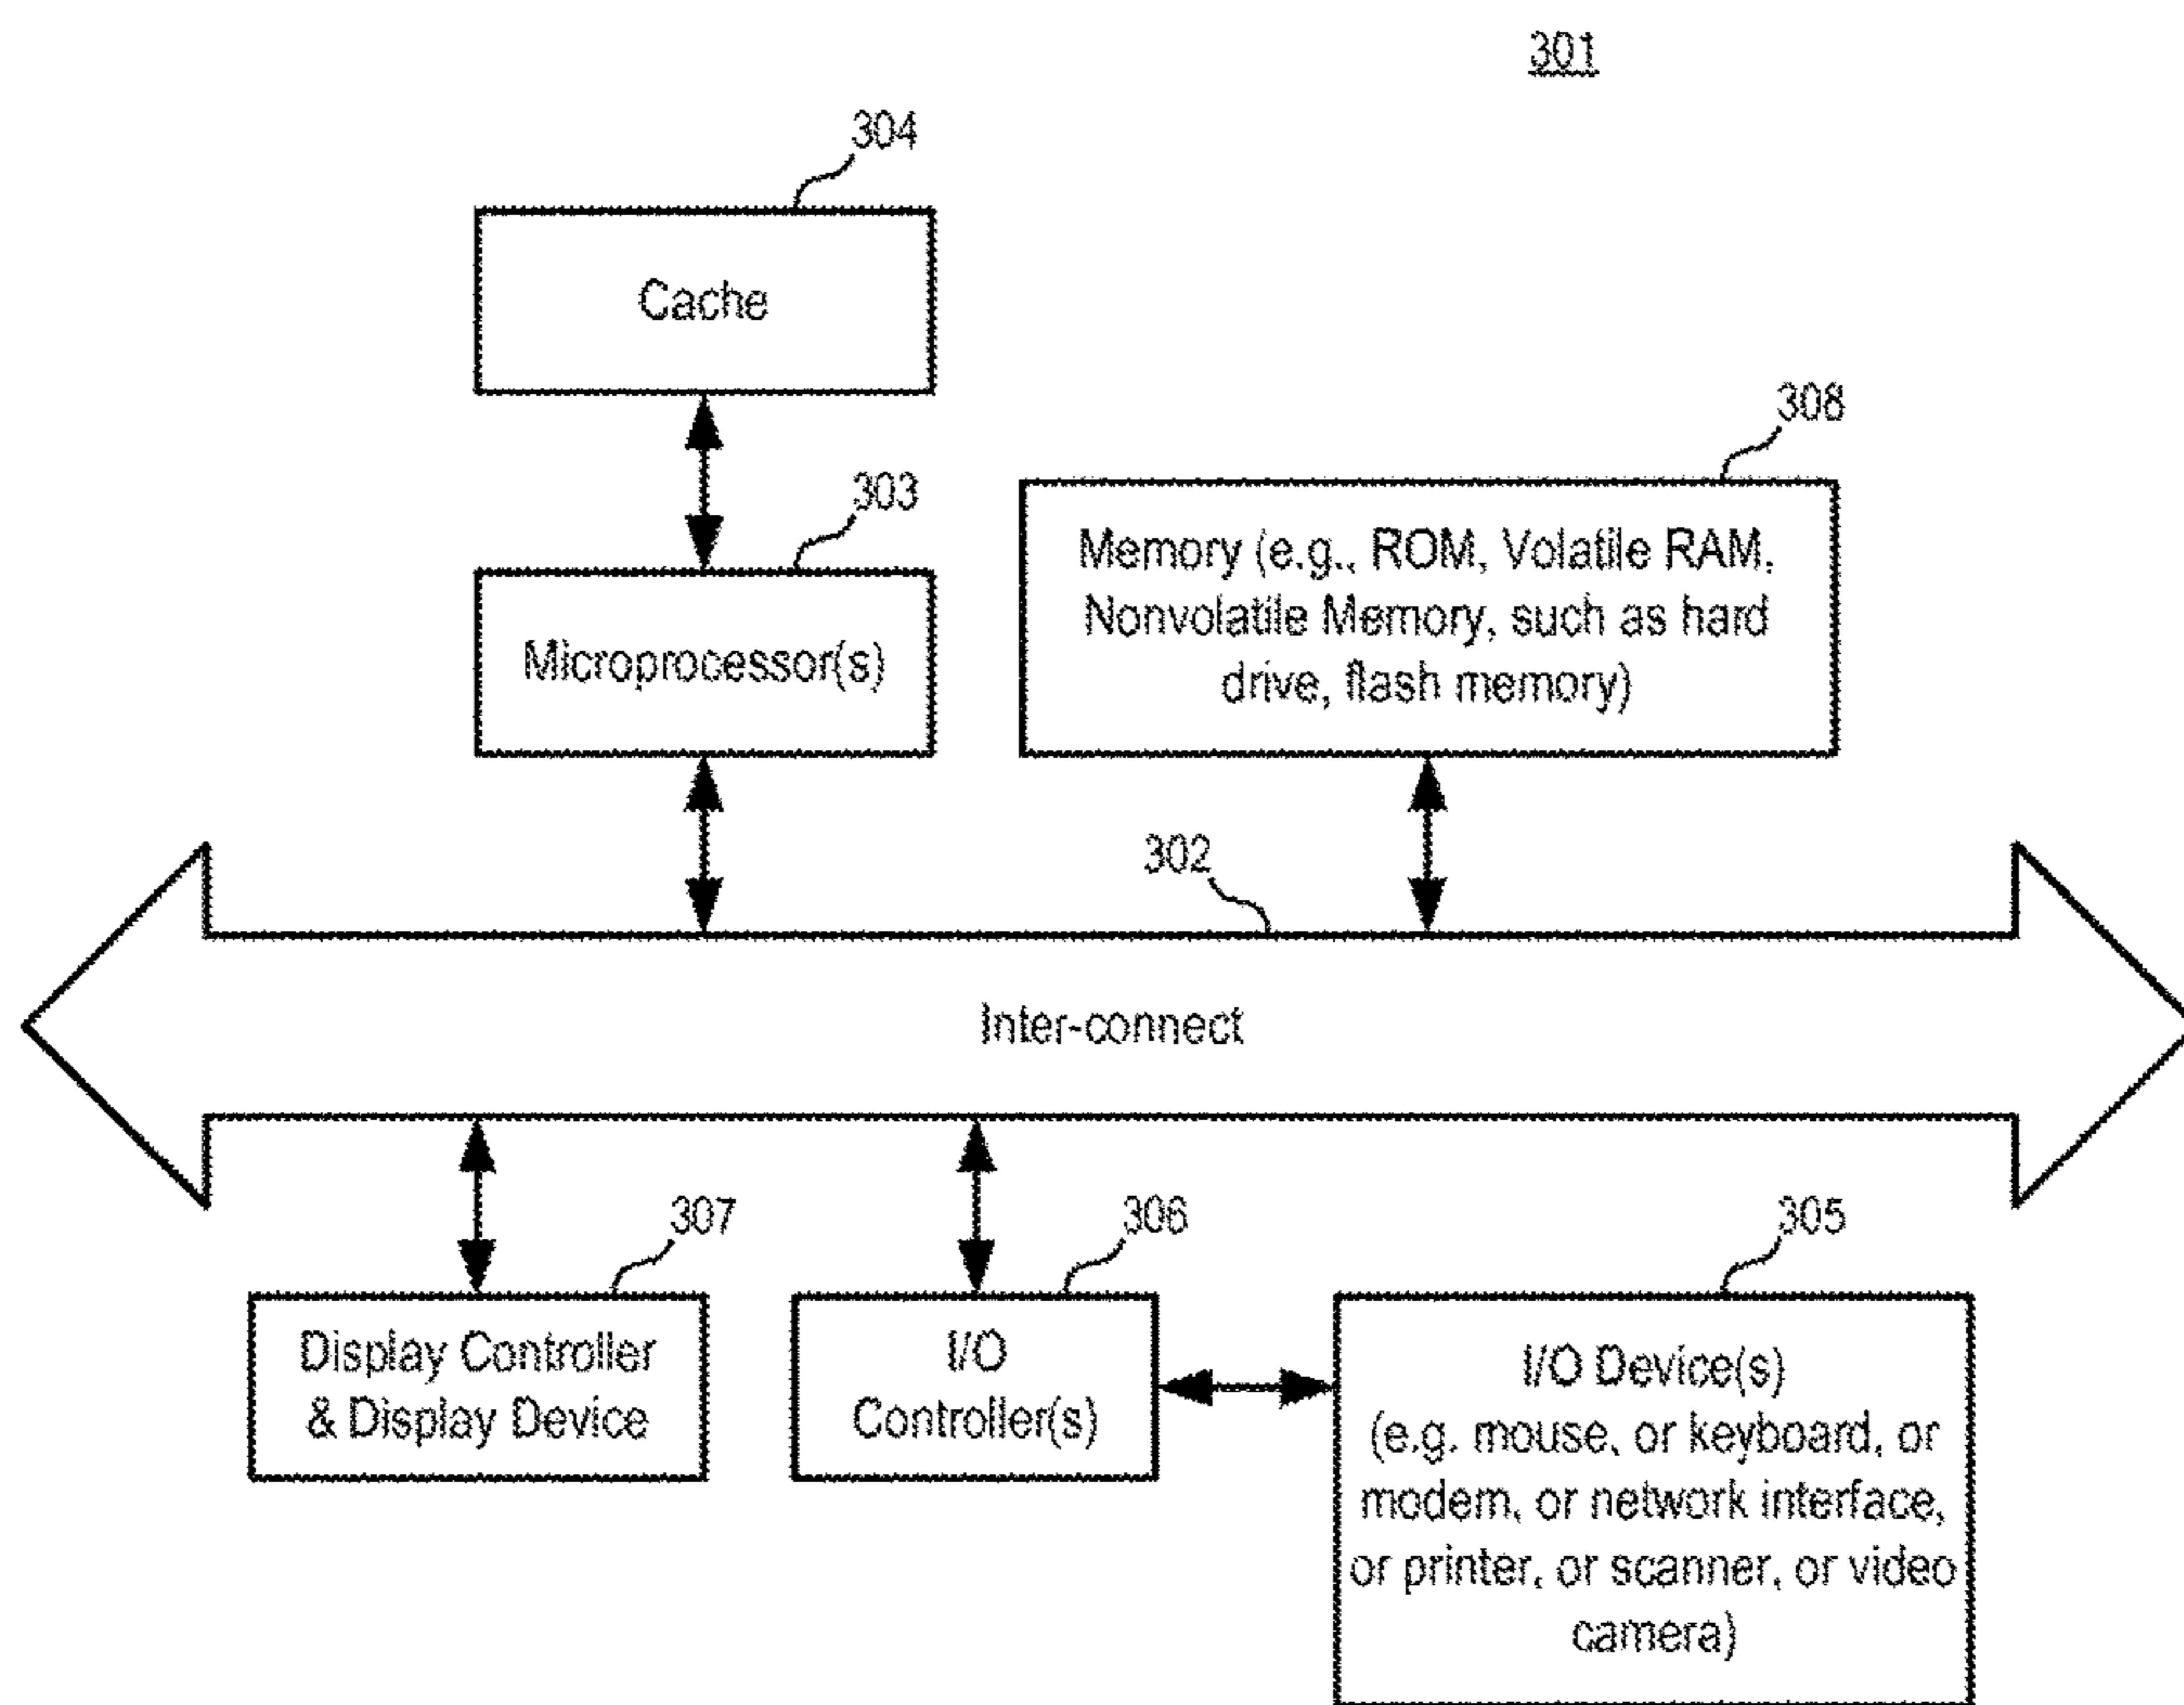 301
304
Cache
303
Microprocessor(s)
308
Memory (e.g., ROM, Volatile RAM,
Nonvolatile Memory, such as hard
drive, flash memory)
302
Inter-connect
307
Display Controller
& Display Device
306
I/O
Controller(s)
305
I/O Device(s)
(e.g. mouse, or keyboard, or
modem, or network interface,
or printer, or scanner, or video
camera)